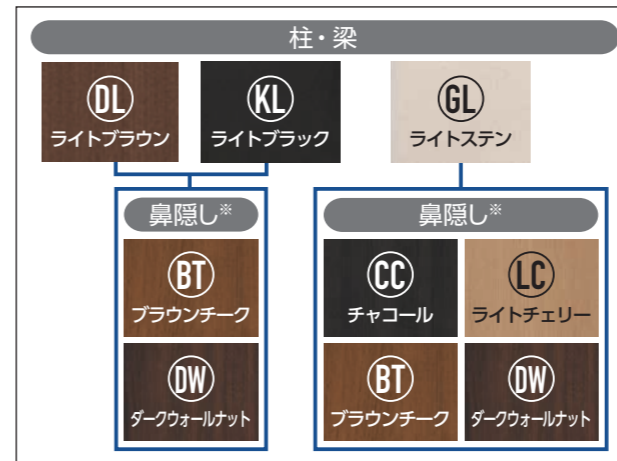 柱・梁
DL
ライトブラウン
KL
ライトブラック
GL
ライトステン
鼻隠し※
BT
ブラウンチーク
DW
ダークウォールナット
鼻隠し※
CC
チャコール
LC
ライトチェリー
BT
ブラウンチーク
DW
ダークウォールナット